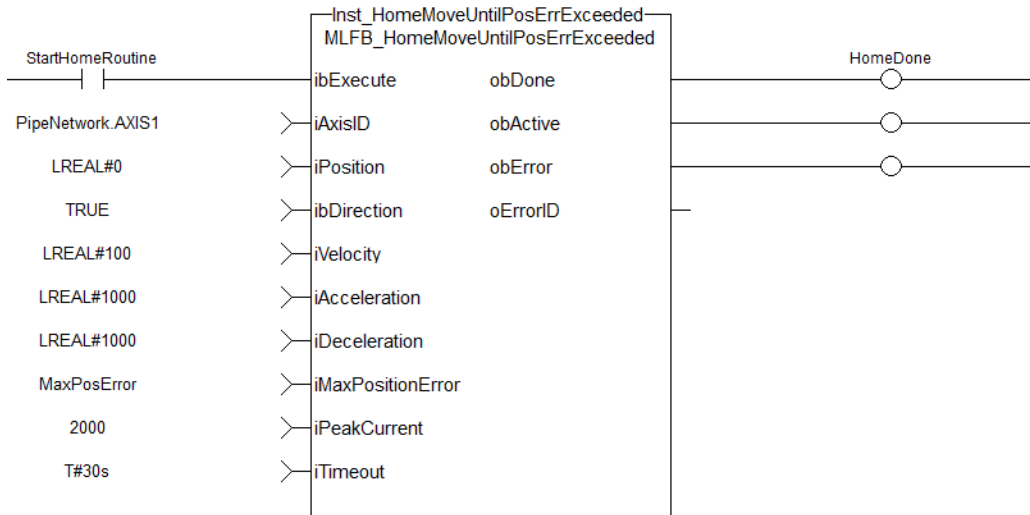 Inst_HomeMoveUntilPosErrExceeded
MLFB_HomeMoveUntilPosErrExceeded
StartHomeRoutine
HomeDone
ibExecute obDone
PipeNetwork.AXIS1 iAxisID obActive
LREAL#0 iPosition obError
TRUE ibDirection oErrorID
LREAL#100 iVelocity
LREAL#1000 iAcceleration
LREAL#1000 iDeceleration
MaxPosError iMaxPositionError
2000 iPeakCurrent
T#30s iTimeout